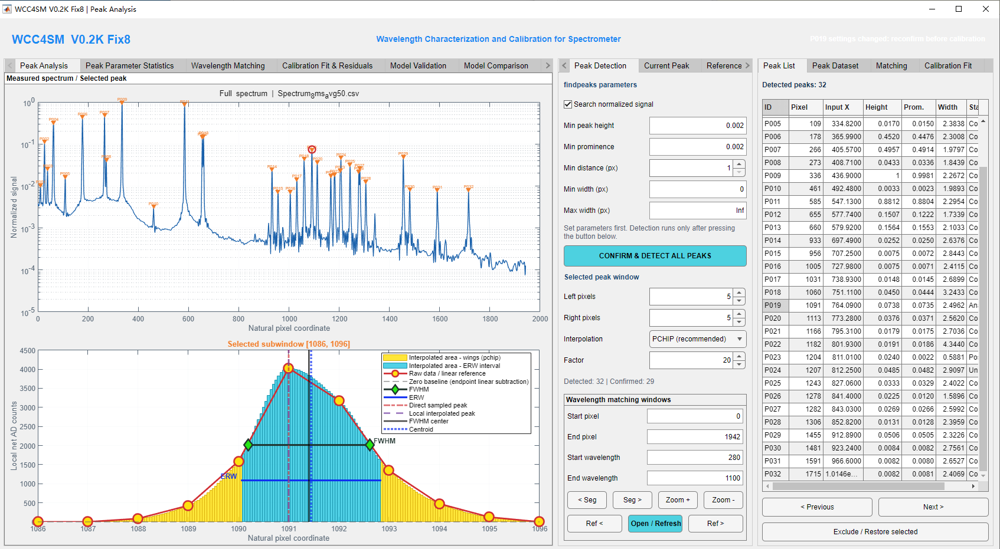 WCC4SM V0.2K Fix8 | Peak Analysis
WCC4SM V0.2K Fix8
Wavelength Characterization and Calibration for Spectrometer
P019 settings changed: reconfirm before calibration
Peak Analysis
Peak Parameter Statistics
Wavelength Matching
Calibration Fit & Residuals
Model Validation
Model Comparison
Measured spectrum / Selected peak
Full spectrum | Spectrum8msavg50.csv
Normalized signal
10^0
10^-1
10^-2
10^-3
10^-4
10^-5
0 200 400 600 800 1000 1200 1400 1600 1800 2000
Natural pixel coordinate
Selected subwindow [1086, 1096]
Local net AD counts
4500
4000
3500
3000
2500
2000
1500
1000
500
0
1086 1087 1088 1089 1090 1091 1092 1093 1094 1095 1096
Natural pixel coordinate
FWHM
ERW
Interpolated area - wings (pchip)
Interpolated area - ERW interval
Raw data / linear reference
Zero baseline (endpoint linear subtraction)
FWHM
ERW
Direct sampled peak
Local interpolated peak
FWHM center
Centroid
Peak Detection
Current Peak
Reference
findpeaks parameters
Search normalized signal
Min peak height 0.002
Min prominence 0.002
Min distance (px) 1
Min width (px) 0
Max width (px) Inf
Set parameters first. Detection runs only after pressing
the button below.
CONFIRM & DETECT ALL PEAKS
Selected peak window
Left pixels 5
Right pixels 5
Interpolation PCHIP (recommended)
Factor 20
Detected: 32 | Confirmed: 29
Wavelength matching windows
Start pixel 0
End pixel 1942
Start wavelength 280
End wavelength 1100
< Seg
Seg >
Zoom +
Zoom -
Ref <
Open / Refresh
Ref >
Peak List
Peak Dataset
Matching
Calibration Fit
Detected peaks: 32
ID Pixel Input X Height Prom. Width Sta
P005 109 334.8200 0.0170 0.0150 2.3838 Co
P006 178 365.9900 0.4520 0.4476 2.3008 Co
P007 266 405.5700 0.4957 0.4914 1.9797 Co
P008 273 408.7100 0.0433 0.0336 1.8439 Co
P009 336 436.9000 1 0.9981 2.2672 Co
P010 461 492.4800 0.0033 0.0023 1.9893 Co
P011 585 547.1300 0.8812 0.8804 2.2954 Co
P012 655 577.7400 0.1507 0.1222 1.7339 Co
P013 660 579.9200 0.1564 0.1553 2.1033 Co
P014 933 697.4900 0.0252 0.0250 2.6376 Co
P015 956 707.2500 0.0075 0.0072 2.8443 Co
P016 1005 727.9800 0.0075 0.0071 2.4115 Co
P017 1031 738.9300 0.0148 0.0145 2.6899 Co
P018 1060 751.1100 0.0450 0.0444 3.2433 Co
P019 1091 764.0900 0.0738 0.0735 2.4962 An
P020 1113 773.2800 0.0376 0.0371 2.5620 Co
P021 1166 795.3100 0.0179 0.0175 2.7036 Co
P022 1182 801.9300 0.0191 0.0186 4.3440 Co
P023 1204 811.0100 0.0240 0.0022 0.5881 Po
P024 1207 812.2500 0.0485 0.0482 2.9097 Un
P025 1243 827.0600 0.0333 0.0329 2.4022 Co
P026 1278 841.4000 0.0225 0.0120 1.5896 Co
P027 1282 843.0300 0.0269 0.0266 2.5992 Co
P028 1306 852.8200 0.0131 0.0128 2.3959 Co
P029 1455 912.8900 0.0506 0.0505 2.3226 Co
P030 1481 923.2400 0.0084 0.0082 2.7561 Co
P031 1591 966.6000 0.0082 0.0080 2.6527 Co
P032 1715 1.0146e... 0.0082 0.0081 2.4069 Co
< Previous
Next >
Exclude / Restore selected